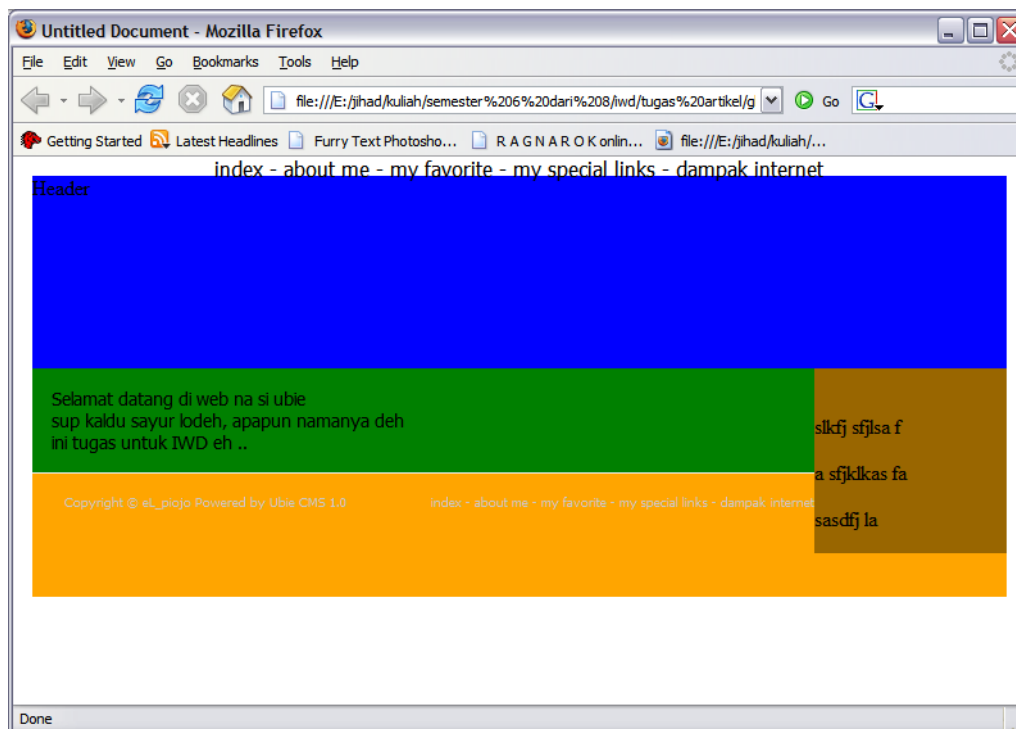 Untitled Document - Mozilla Firefox
File Edit View Go Bookmarks Tools Help
file:///E:/jihad/kuliah/semester%206%20dari%208/iwd/tugas%20artikel/g Go G
Getting Started Latest Headlines Furry Text Photosho... R A G N A R O K onlin... file:///E:/jihad/kuliah/...
index - about me - my favorite - my special links - dampak internet
Header
Selamat datang di web na si ubie
sup kaldu sayur lodeh, apapun namanya deh
ini tugas untuk IWD eh ..
slkfj sfjlsa f
a sfjklkas fa
sasdfj la
Copyright © eL_piojo Powered by Ubie CMS 1.0 index - about me - my favorite - my special links - dampak internet
Done